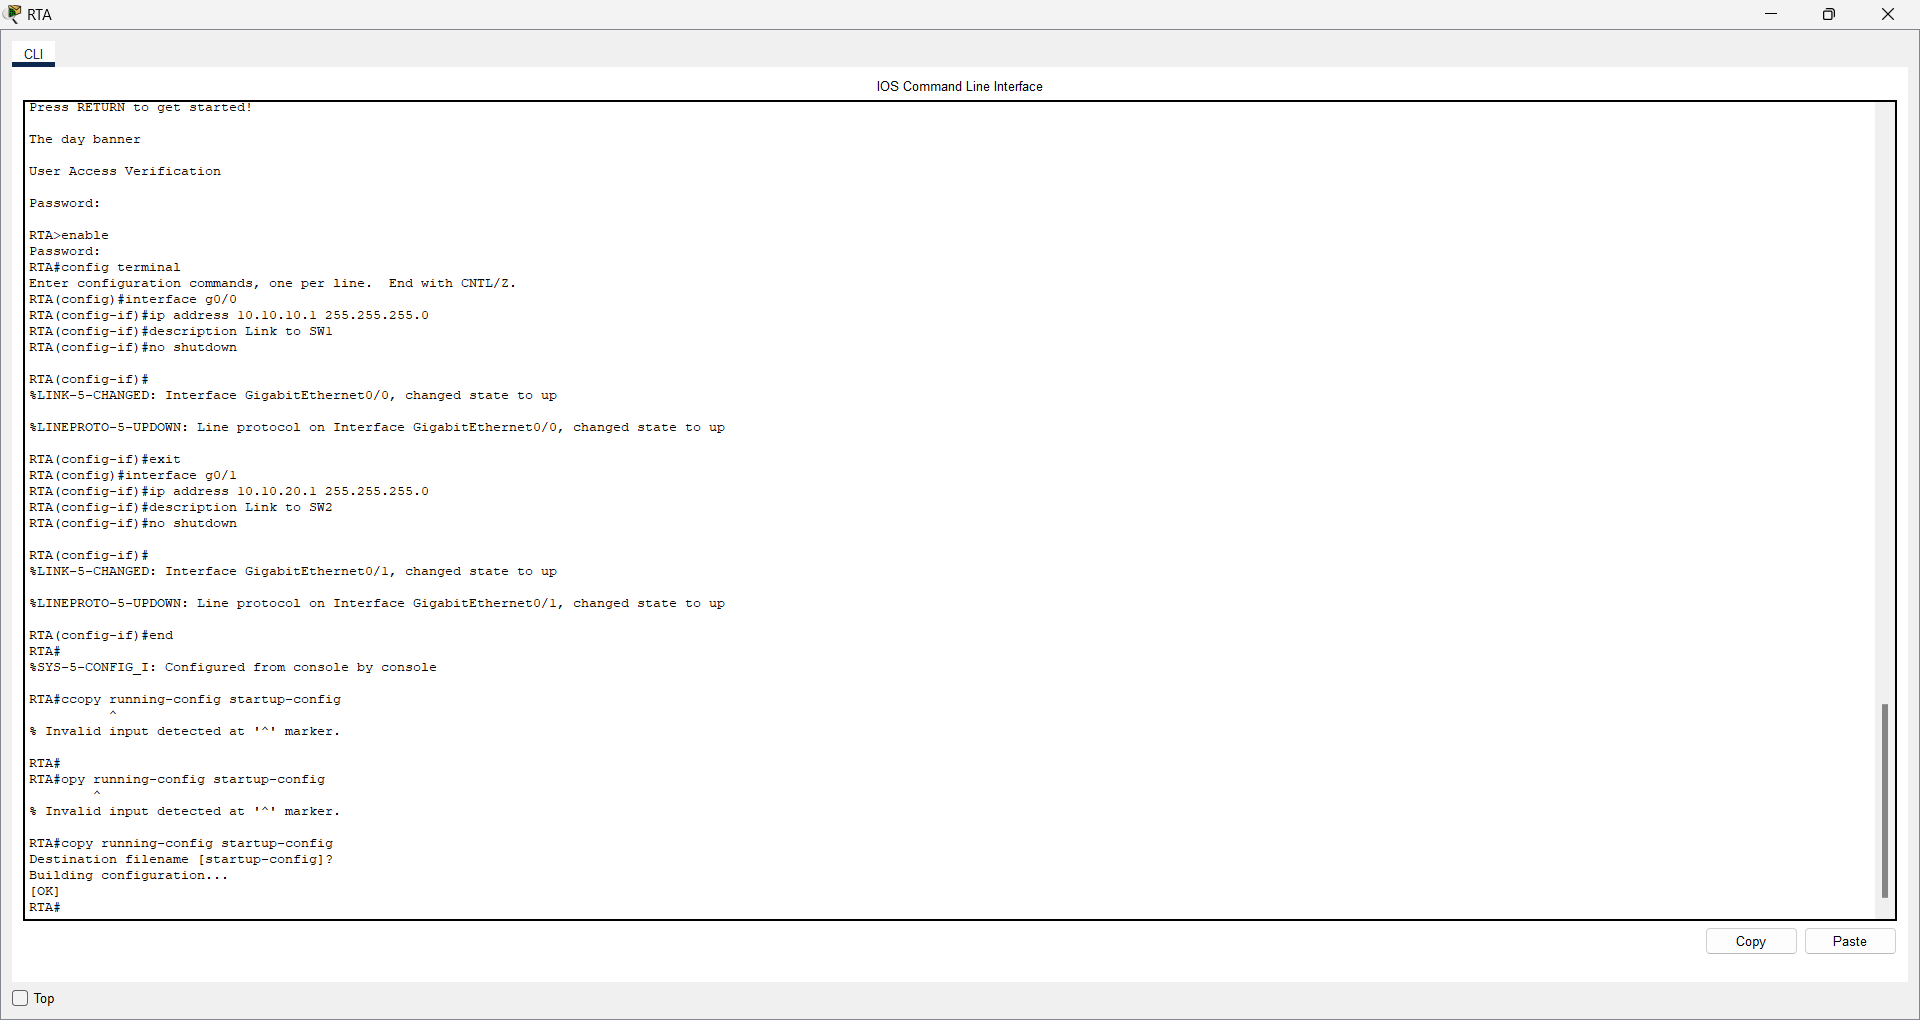 RTA
CLI
IOS Command Line Interface
Press RETURN to get started!
The day banner
User Access Verification
Password:
RTA>enable
Password:
RTA#config terminal
Enter configuration commands, one per line.  End with CNTL/Z.
RTA(config)#interface g0/0
RTA(config-if)#ip address 10.10.10.1 255.255.255.0
RTA(config-if)#description Link to SW1
RTA(config-if)#no shutdown
RTA(config-if)#
%LINK-5-CHANGED: Interface GigabitEthernet0/0, changed state to up
%LINEPROTO-5-UPDOWN: Line protocol on Interface GigabitEthernet0/0, changed state to up
RTA(config-if)#exit
RTA(config)#interface g0/1
RTA(config-if)#ip address 10.10.20.1 255.255.255.0
RTA(config-if)#description Link to SW2
RTA(config-if)#no shutdown
RTA(config-if)#
%LINK-5-CHANGED: Interface GigabitEthernet0/1, changed state to up
%LINEPROTO-5-UPDOWN: Line protocol on Interface GigabitEthernet0/1, changed state to up
RTA(config-if)#end
RTA#
%SYS-5-CONFIG_I: Configured from console by console
RTA#ccopy running-config startup-config
^
% Invalid input detected at '^' marker.
RTA#
RTA#opy running-config startup-config
^
% Invalid input detected at '^' marker.
RTA#copy running-config startup-config
Destination filename [startup-config]?
Building configuration...
[OK]
RTA#
Copy
Paste
Top